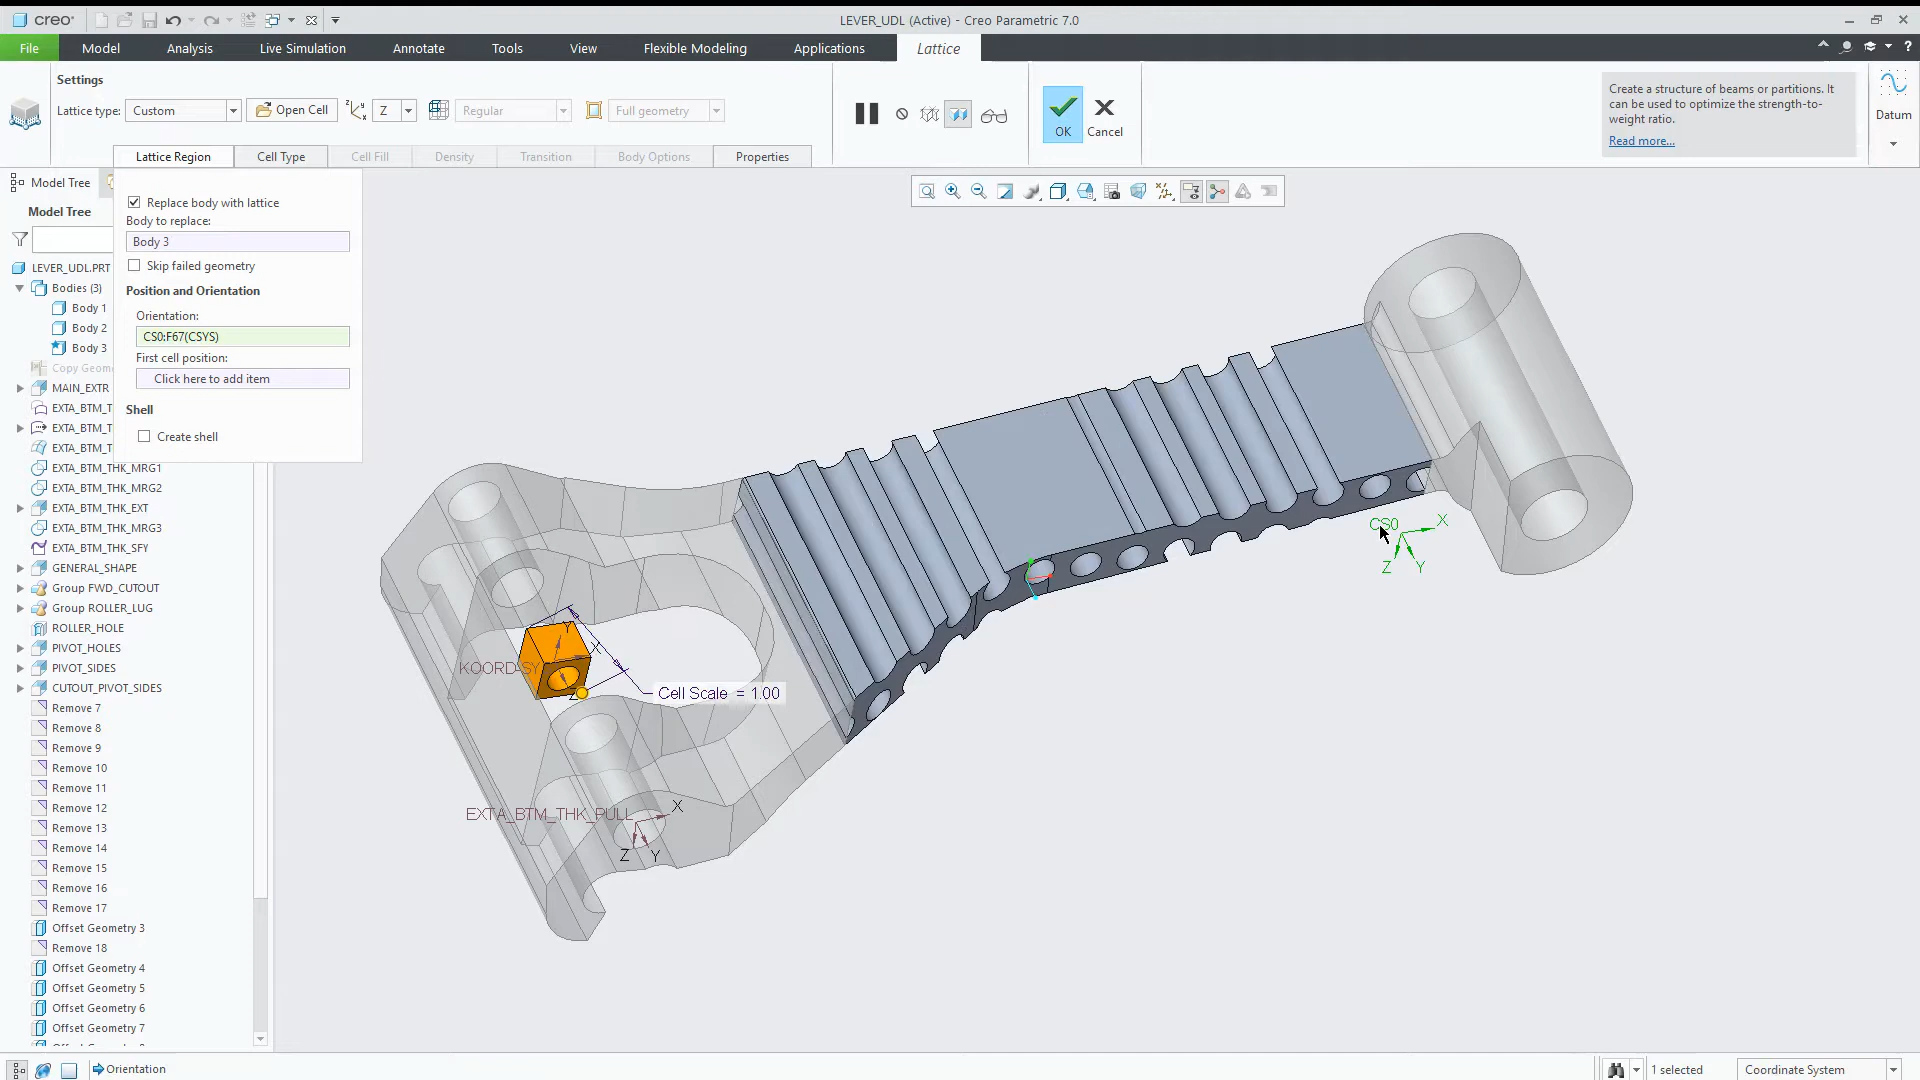 creo
LEVER_UDL (Active) - Creo Parametric 7.0
File
Model
Analysis
Live Simulation
Annotate
Tools
View
Flexible Modeling
Applications
Lattice
Settings
Lattice type:
Custom
Open Cell
Z
Regular
Full geometry
OK
Cancel
Create a structure of beams or partitions. It
can be used to optimize the strength-to-
weight ratio.
Read more...
Datum
Lattice Region
Cell Type
Cell Fill
Density
Transition
Body Options
Properties
Model Tree
Model Tree
LEVER_UDL.PRT
Bodies (3)
Body 1
Body 2
Body 3
Copy Geom
MAIN_EXTR
EXTA_BTM_T
EXTA_BTM_T
EXTA_BTM_T
EXTA_BTM_THK_MRG1
EXTA_BTM_THK_MRG2
EXTA_BTM_THK_EXT
EXTA_BTM_THK_MRG3
EXTA_BTM_THK_SFY
GENERAL_SHAPE
Group FWD_CUTOUT
Group ROLLER_LUG
ROLLER_HOLE
PIVOT_HOLES
PIVOT_SIDES
CUTOUT_PIVOT_SIDES
Remove 7
Remove 8
Remove 9
Remove 10
Remove 11
Remove 12
Remove 13
Remove 14
Remove 15
Remove 16
Remove 17
Offset Geometry 3
Remove 18
Offset Geometry 4
Offset Geometry 5
Offset Geometry 6
Offset Geometry 7
Replace body with lattice
Body to replace:
Body 3
Skip failed geometry
Position and Orientation
Orientation:
CS0:F67(CSYS)
First cell position:
Click here to add item
Shell
Create shell
CS0
X
Z
Y
Y
X
KOORD-SY
Z
Cell Scale = 1.00
EXTA_BTM_THK_PULL
X
Z
Y
Orientation
1 selected
Coordinate System